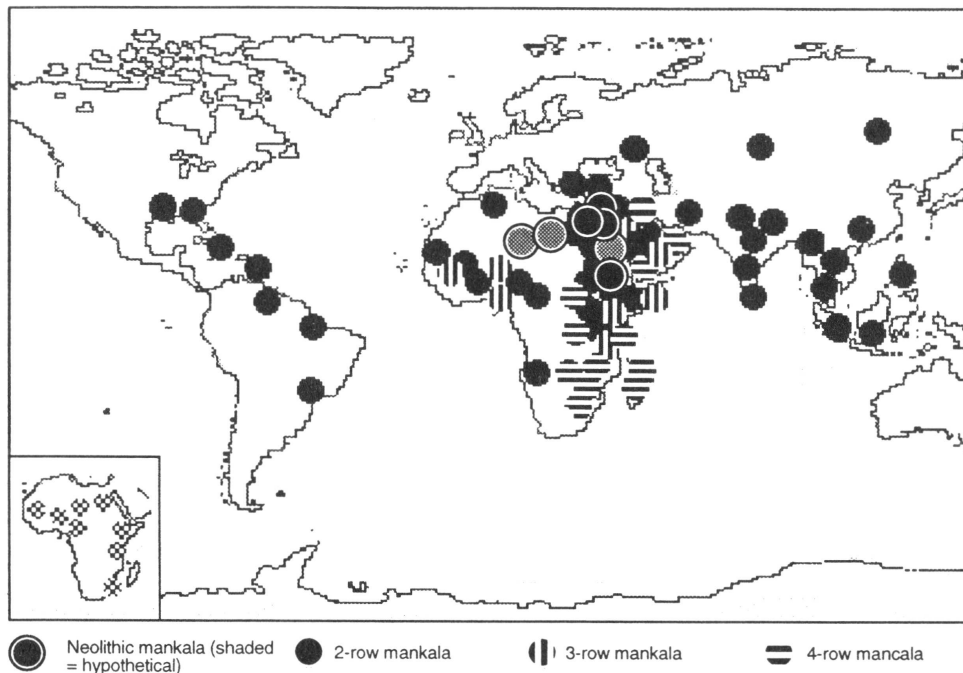 Neolithic mankala (shaded
= hypothetical)
2-row mankala
3-row mankala
4-row mancala